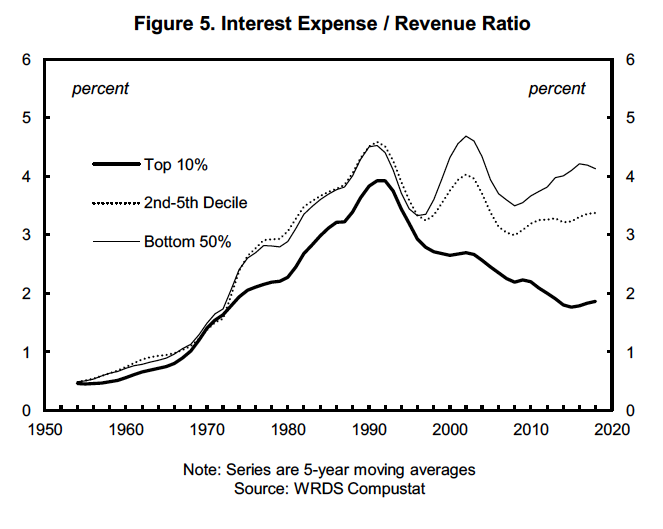 Figure 5. Interest Expense / Revenue Ratio
6 6
percent percent
5 5
Top 10%
4 4
2nd-5th Decile
Bottom 50%
3 3
2 2
1 1
0 0
1950 1960 1970 1980 1990 2000 2010 2020
Note: Series are 5-year moving averages
Source: WRDS Compustat